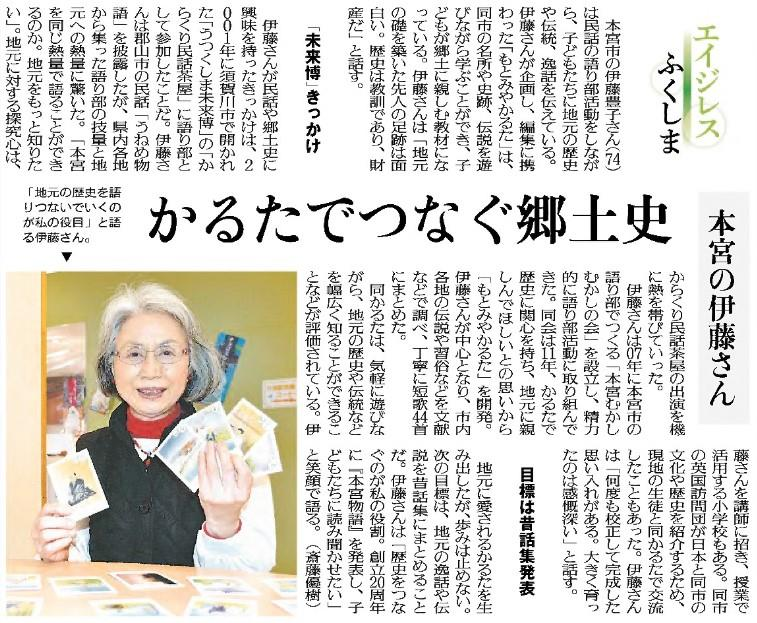 エイジレス
ふくしま
本宮の伊藤さん
かるたでつなぐ郷土史
本宮市の伊藤豊子さん（74）
は民話の語り部活動をしなが
ら、子どもたちに地元の歴史
や伝統、逸話を伝えている。
伊藤さんが企画し、編集に携
わった「もとみやかるた」は、
同市の名所や史跡、伝説を遊
びながら学ぶことができ、子
どもが郷土に親しむ教材にな
っている。伊藤さんは「地元
の礎を築いた先人の足跡は面
白い。歴史は教訓であり、財
産だ」と話す。
「未来博」きっかけ
伊藤さんが民話や郷土史に
興味を持ったきっかけは、2
001年に須賀川市で開かれ
た「うつくしま未来博」の「か
らくり民話茶屋」に語り部と
して参加したことだ。伊藤さ
んは郡山市の民話「うねめ物
語」を披露したが、県内各地
から集った語り部の技量と地
元への熱量に驚いた。「本宮
を同じ熱量で語ることができ
るのか。地元をもっと知りた
い」。地元に対する探究心は、
からくり民話茶屋の出演を機
に熱を帯びていった。
伊藤さんは07年に本宮市の
語り部でつくる「本宮むかし
むかしの会」を設立し、精力
的に語り部活動に取り組んで
きた。同会は11年、かるたで
歴史に関心を持ち、地元に親
しんでほしいとの思いから
「もとみやかるた」を開発。
伊藤さんが中心となり、市内
各地の伝説や習俗などを文献
などで調べ、丁寧に短歌44首
にまとめた。
同かるたは、気軽に遊びな
がら、地元の歴史や伝統など
を幅広く知ることができるこ
となどが評価されている。伊
藤さんを講師に招き、授業で
活用する小学校もある。同市
の英国訪問団が日本と同市の
文化や歴史を紹介するため、
現地の生徒と同かるたで交流
したこともあった。伊藤さん
は「何度も校正して完成した
思い入れがある。大きく育っ
たのは感慨深い」と話す。
目標は昔話集発表
地元に愛されるかるたを生
み出したが、歩みは止めない。
次の目標は、地元の逸話や伝
説を昔話集にまとめること
だ。伊藤さんは「歴史をつな
ぐのが私の役割。創立20周年
に『本宮物語』を発表し、子
どもたちに読み聞かせたい」
と笑顔で語る。（斎藤優樹）
「地元の歴史を語
りつないでいくの
が私の役目」と語
る伊藤さん。
▼